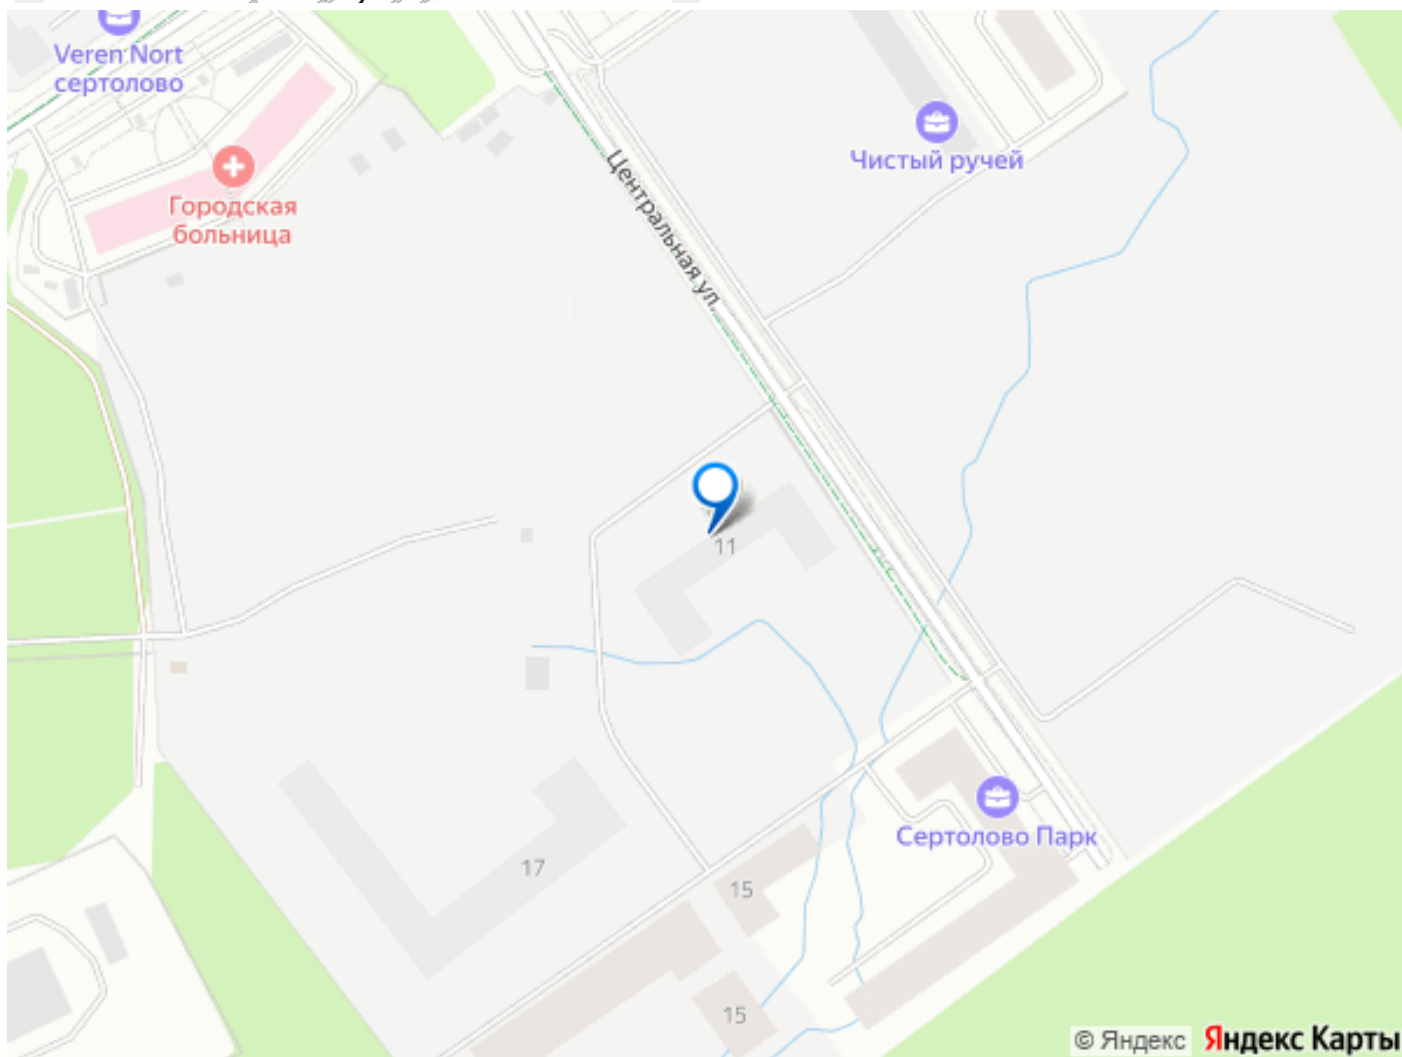 Veren Nort
сертолово
Городская
больница
Центральная ул.
Чистый ручей
11
17
15
Сертолово Парк
15
© Яндекс Яндекс Карты